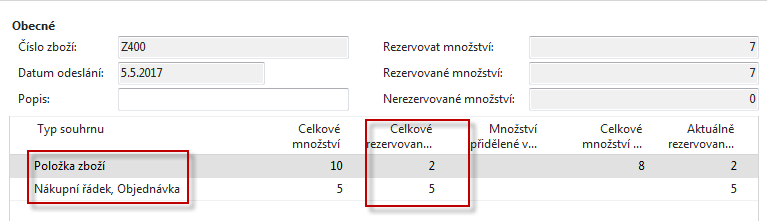 Obecné
Číslo zboží: Z400 Rezervovat množství: 7
Datum odeslání: 5.5.2017 Rezervované množství: 7
Popis: Nerezervované množství: 0
Typ souhrnu Celkové množství Celkové rezervovan... Množství přidělené v... Celkové množství ... Aktuálně rezervovan...
Položka zboží 10 2 8 2
Nákupní řádek, Objednávka 5 5 5